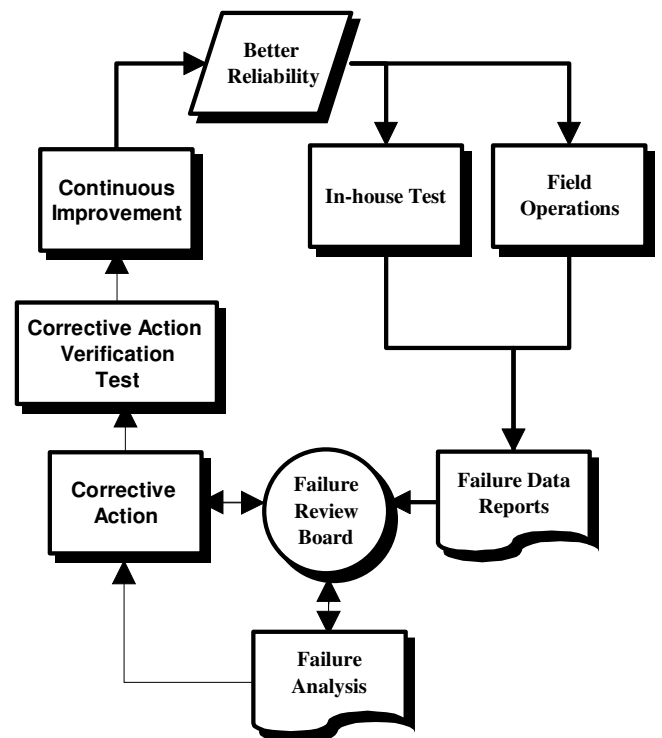 Better
Reliability
Continuous
Improvement
In-house Test
Field
Operations
Corrective Action
Verification
Test
Corrective
Action
Failure
Review
Board
Failure Data
Reports
Failure
Analysis